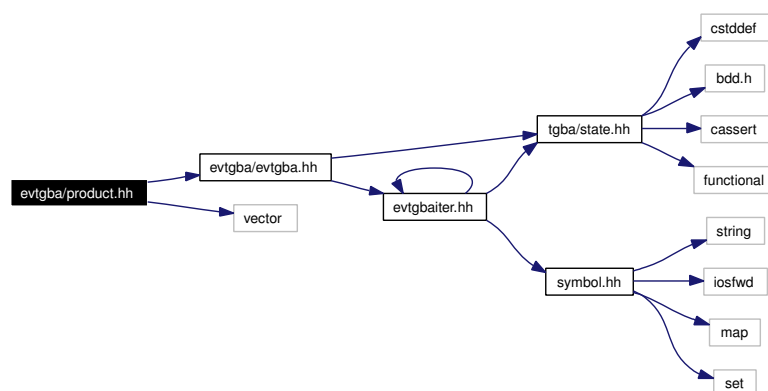 evtgba/product.hh
evtgba/evtgba.hh
vector
evtgbaiter.hh
tgba/state.hh
symbol.hh
cstddef
bdd.h
cassert
functional
string
iosfwd
map
set